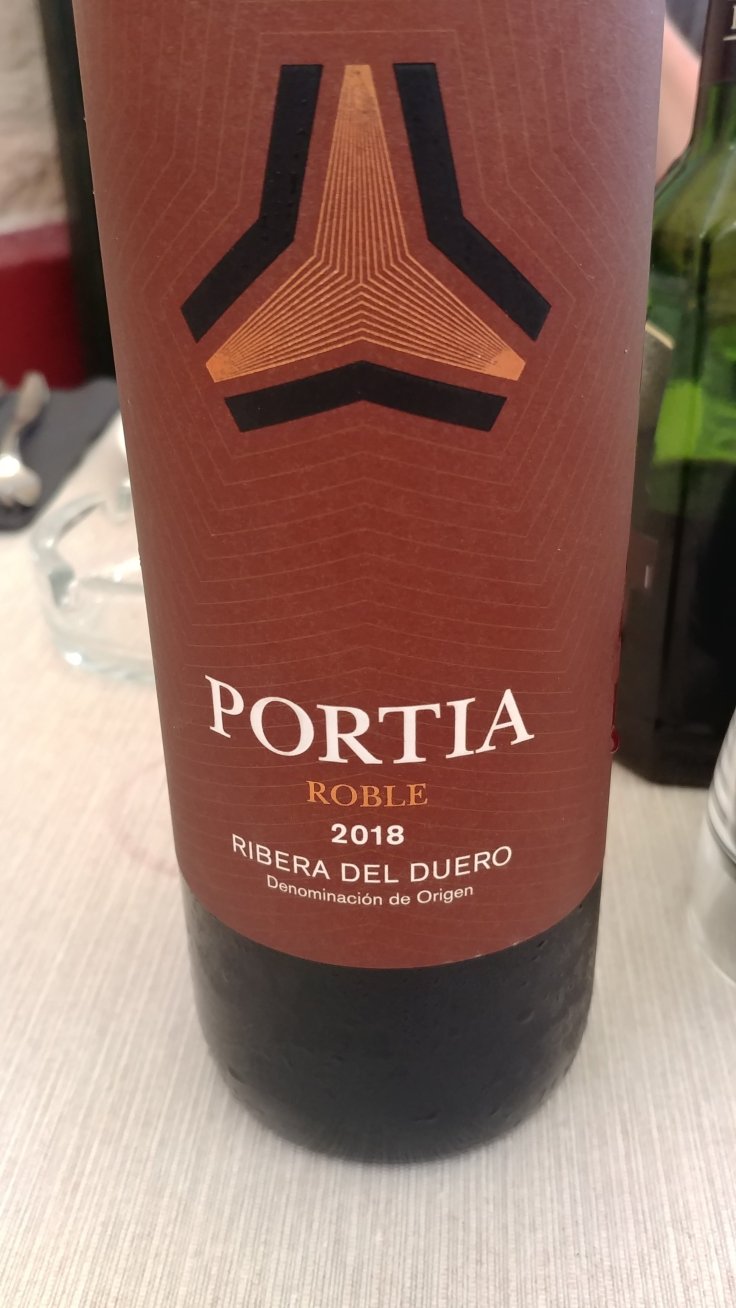 PORTIA
ROBLE
2018
RIBERA DEL DUERO
Denominación de Origen